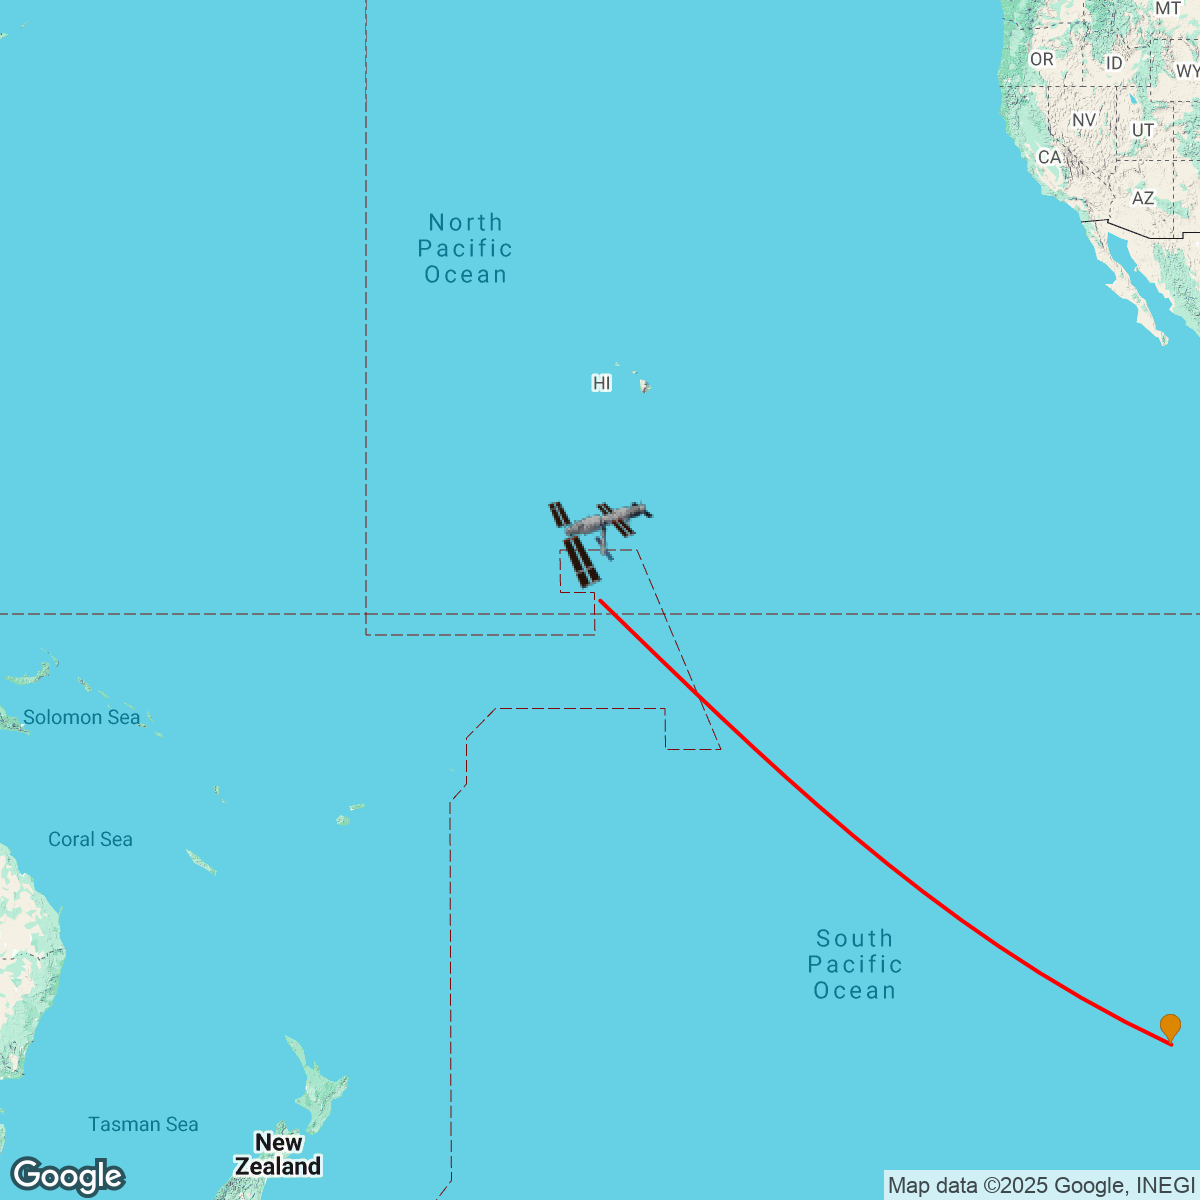 MT
OR
ID
WY
NV
UT
CA
AZ
North
Pacific
Ocean
HI
Solomon Sea
Coral Sea
South
Pacific
Ocean
Tasman Sea
New
Zealand
Google
Map data ©2025 Google, INEGI